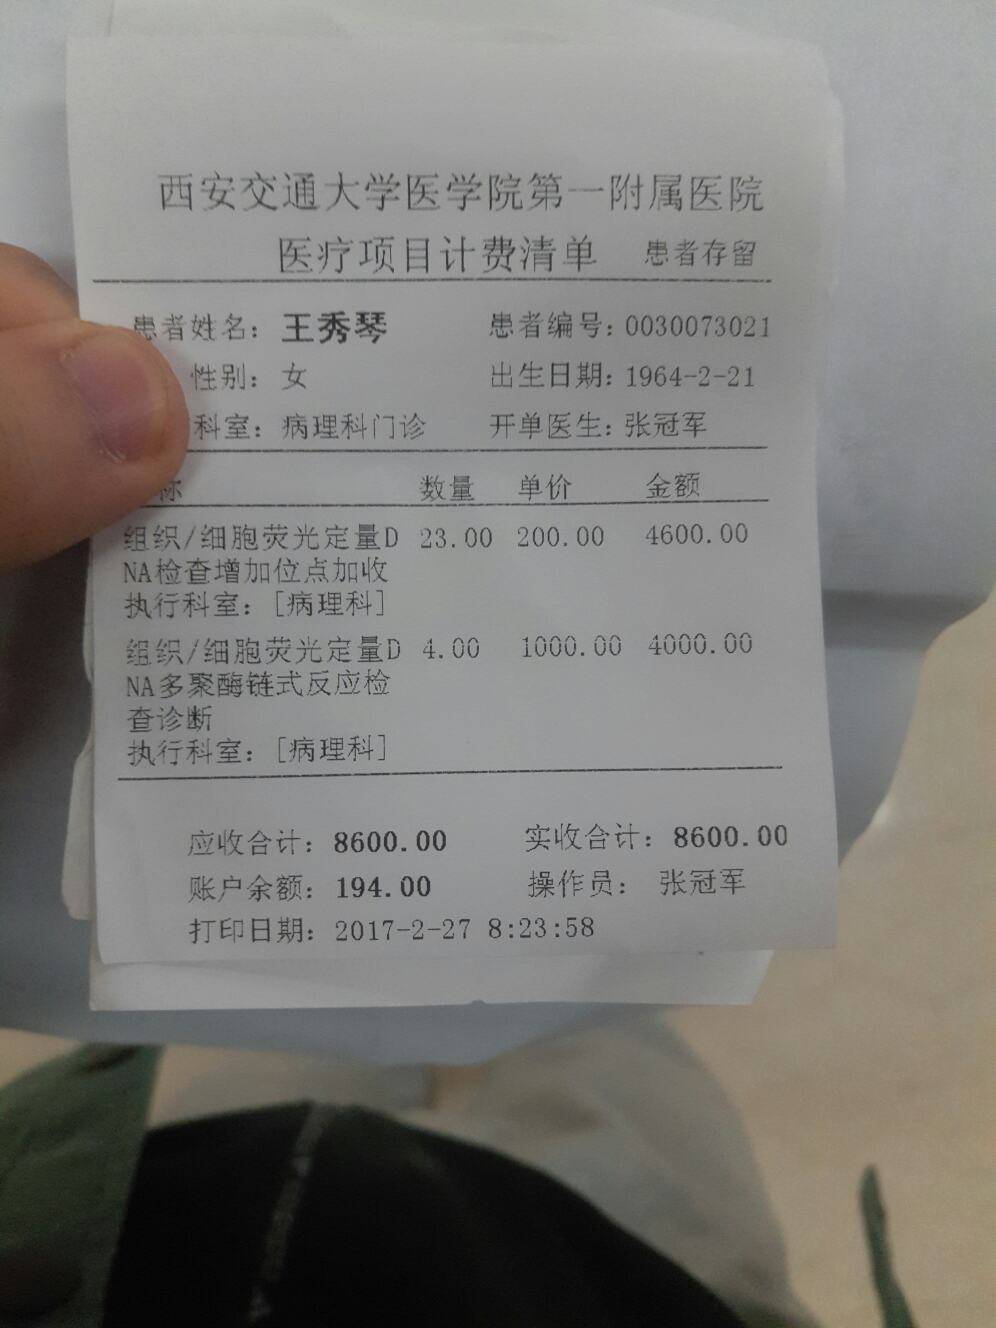 西安交通大学医学院第一附属医院
医疗项目计费清单 患者存留
患者姓名：王秀琴 患者编号：0030073021
性别：女 出生日期：1964-2-21
科室：病理科门诊 开单医生：张冠军
称 数量 单价 金额
组织/细胞荧光定量D 23.00 200.00 4600.00
NA检查增加位点加收
执行科室：[病理科]
组织/细胞荧光定量D 4.00 1000.00 4000.00
NA多聚酶链式反应检
查诊断
执行科室：[病理科]
应收合计：8600.00 实收合计：8600.00
账户余额：194.00 操作员： 张冠军
打印日期：2017-2-27 8:23:58